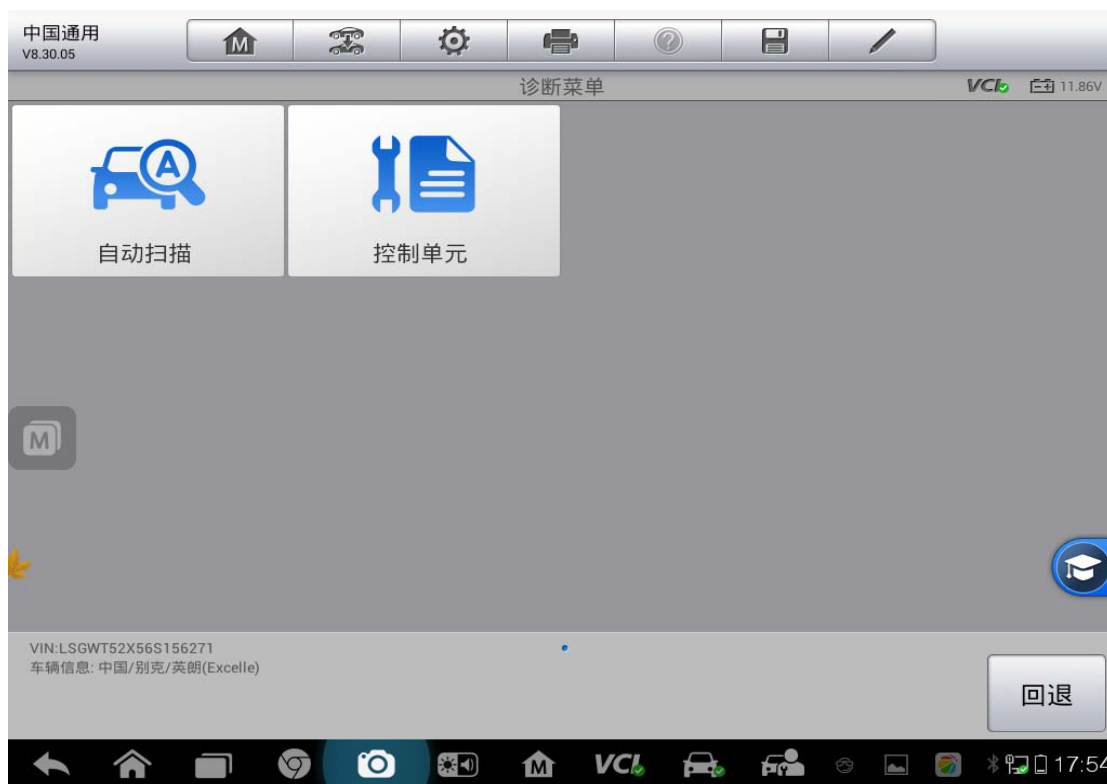 中国通用
V8.30.05
M
诊断菜单
VCI
11.86V
A
自动扫描
控制单元
M
VIN:LSGWT52X56S156271
车辆信息: 中国/别克/英朗(Excelle)
回退
M
VCI
17:54